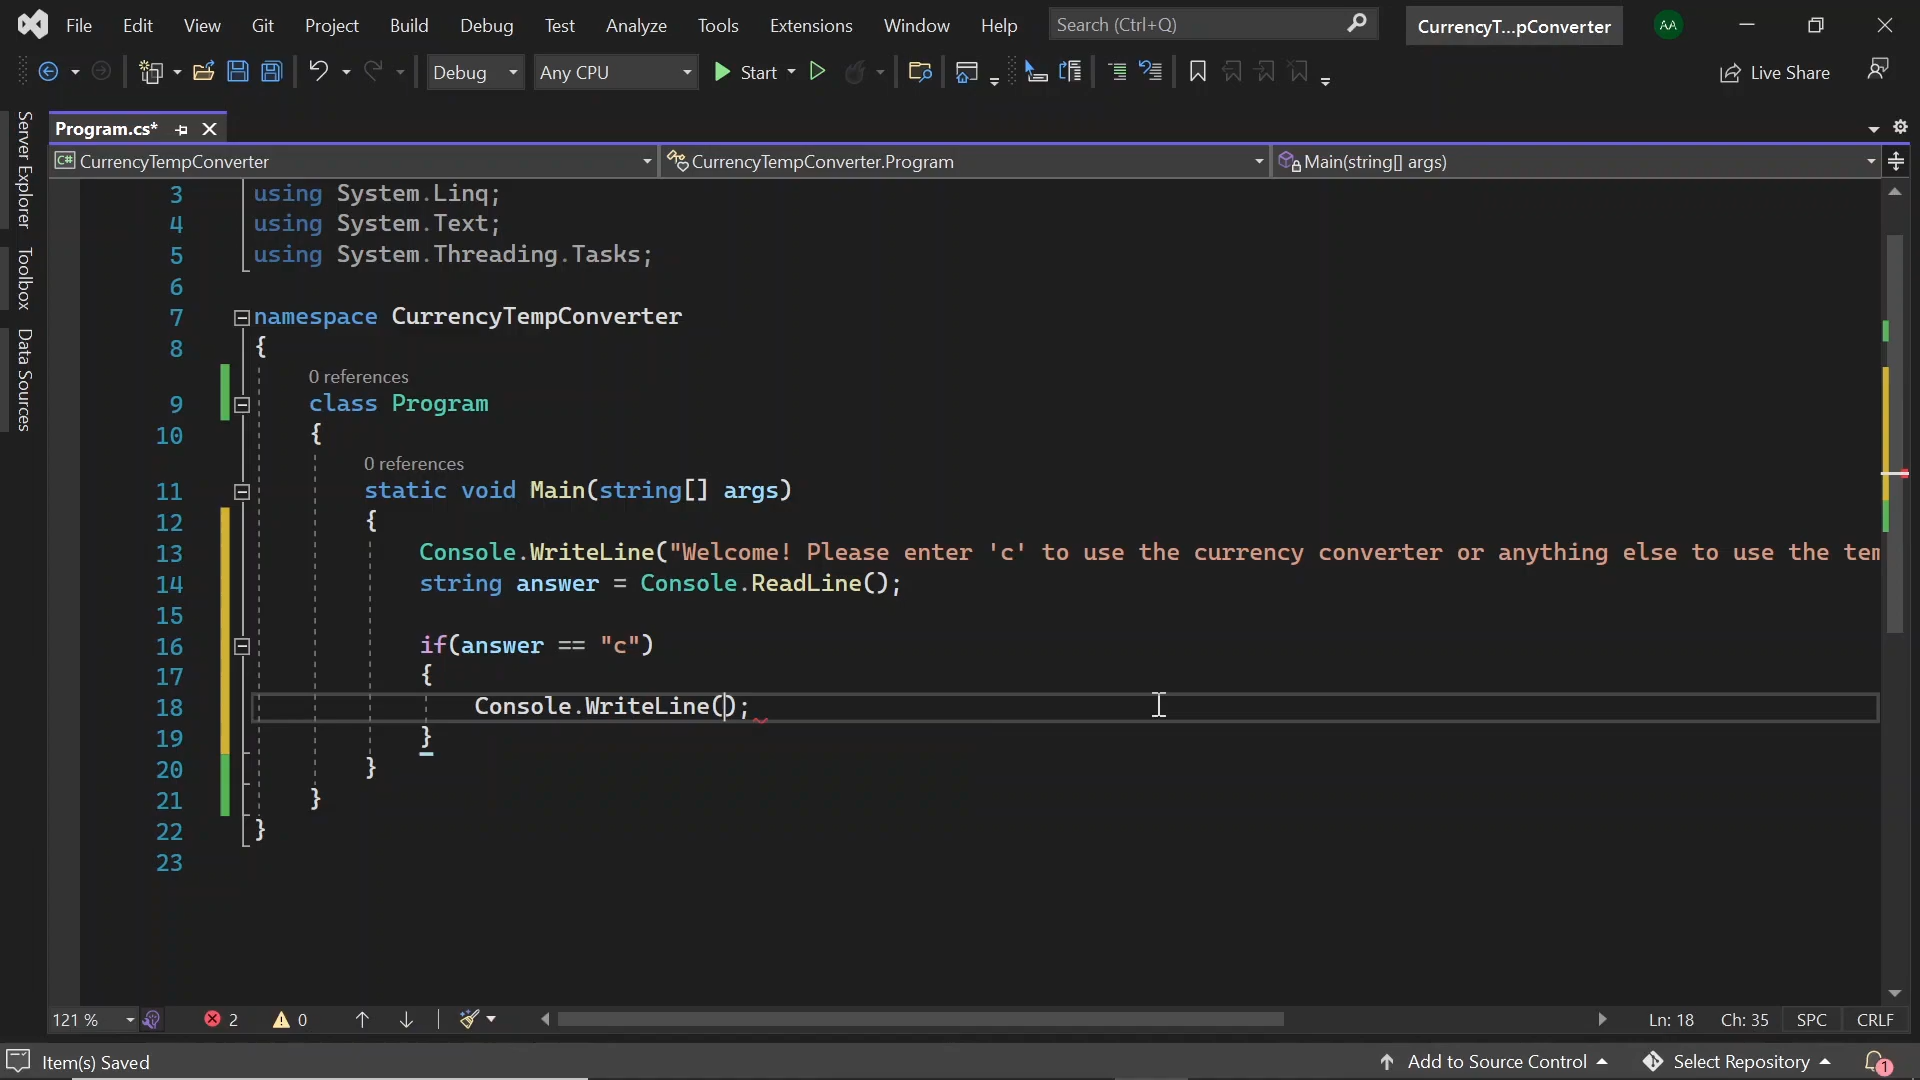 File Edit View Git Project Build Debug Test Analyze Tools Extensions Window Help Search (Ctrl+Q) CurrencyT...pConverter AA
Debug Any CPU Start Live Share
Server Explorer
Toolbox
Data Sources
Program.cs*
C# CurrencyTempConverter CurrencyTempConverter.Program Main(string[] args)
3 using System.Linq;
4 using System.Text;
5 using System.Threading.Tasks;
6
7 namespace CurrencyTempConverter
8 {
0 references
9 class Program
10 {
0 references
11 static void Main(string[] args)
12 {
13 Console.WriteLine("Welcome! Please enter 'c' to use the currency converter or anything else to use the tem
14 string answer = Console.ReadLine();
15
16 if(answer == "c")
17 {
18 Console.WriteLine();
19 }
20 }
21 }
22 }
23
121 % 2 0 Ln: 18 Ch: 35 SPC CRLF
Item(s) Saved Add to Source Control Select Repository 1